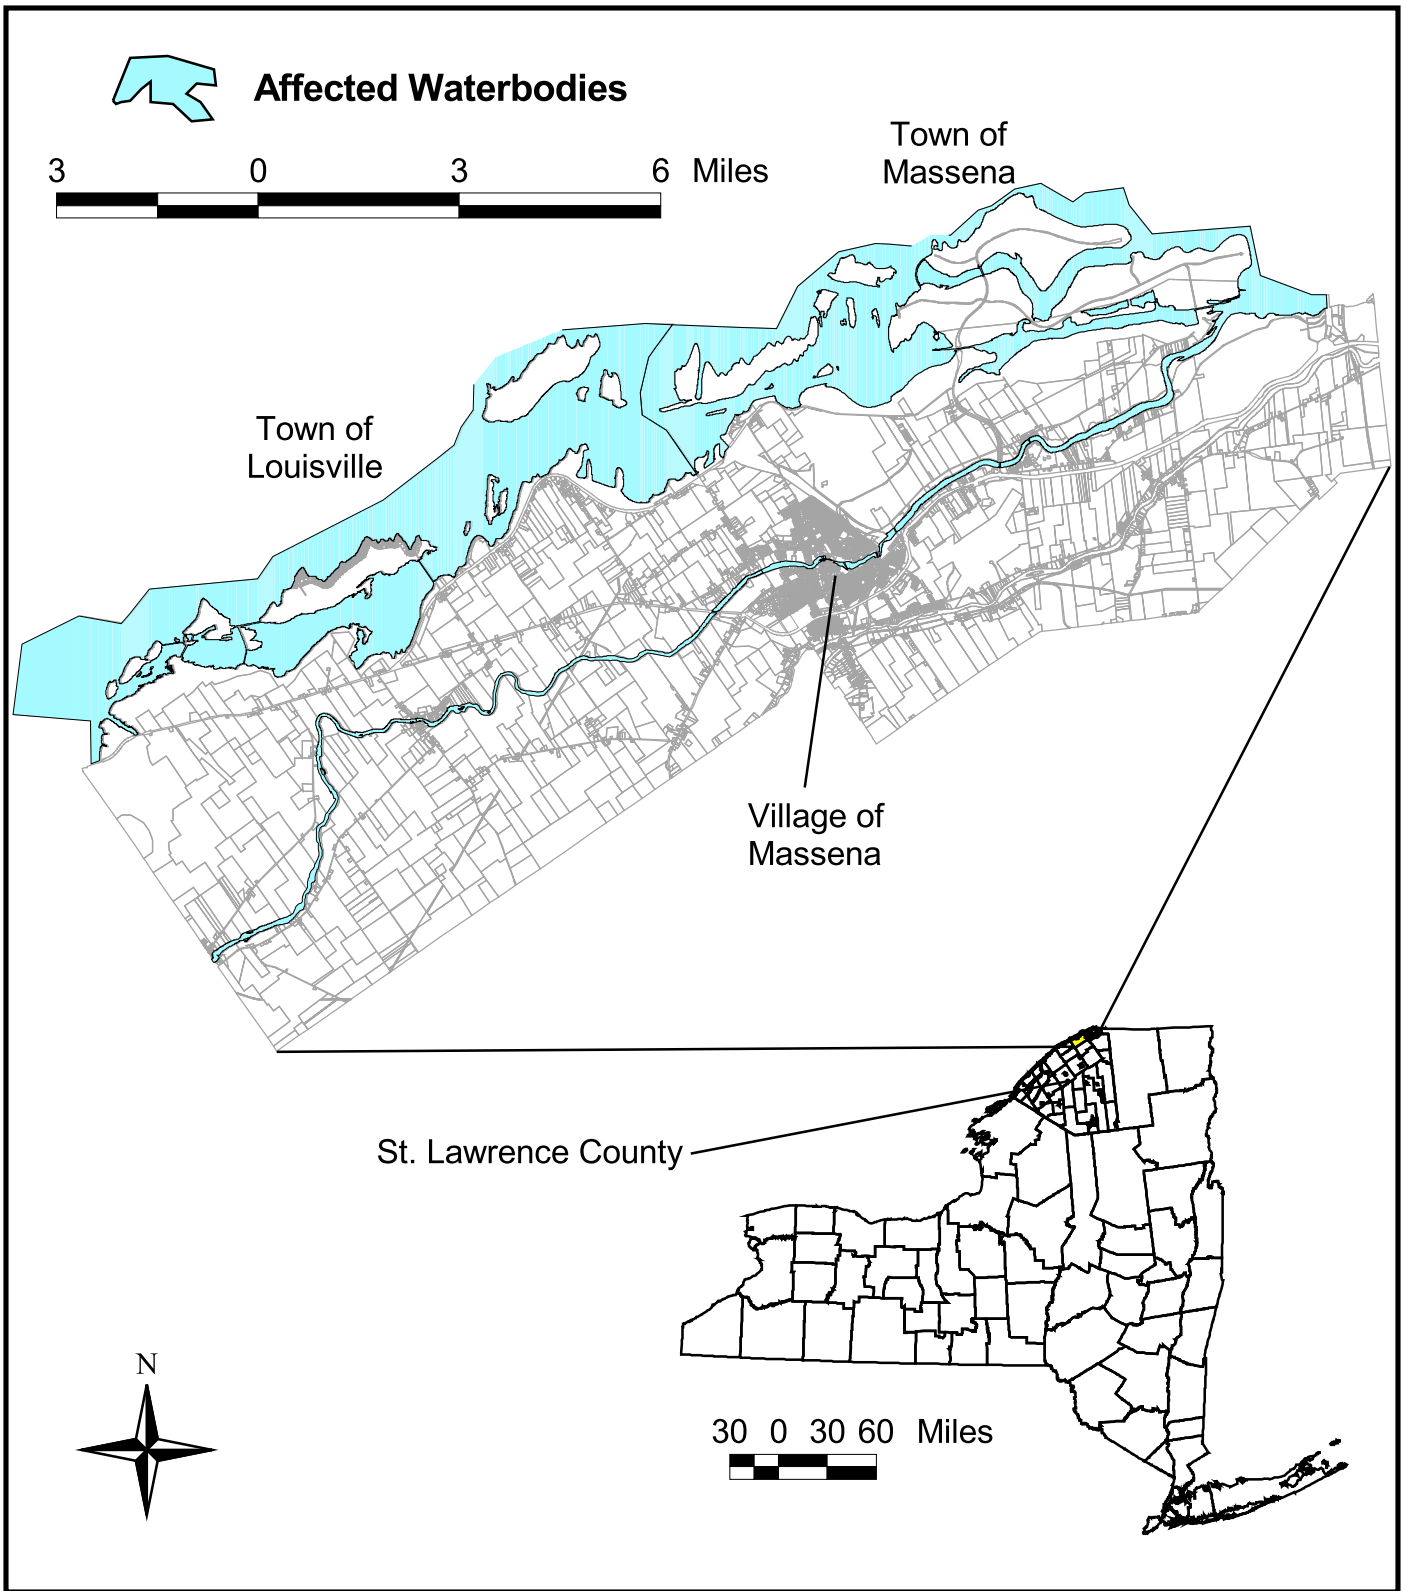 Affected Waterbodies
3 0 3 6 Miles
Town of
Massena
Town of
Louisville
Village of
Massena
St. Lawrence County
N
30 0 30 60 Miles